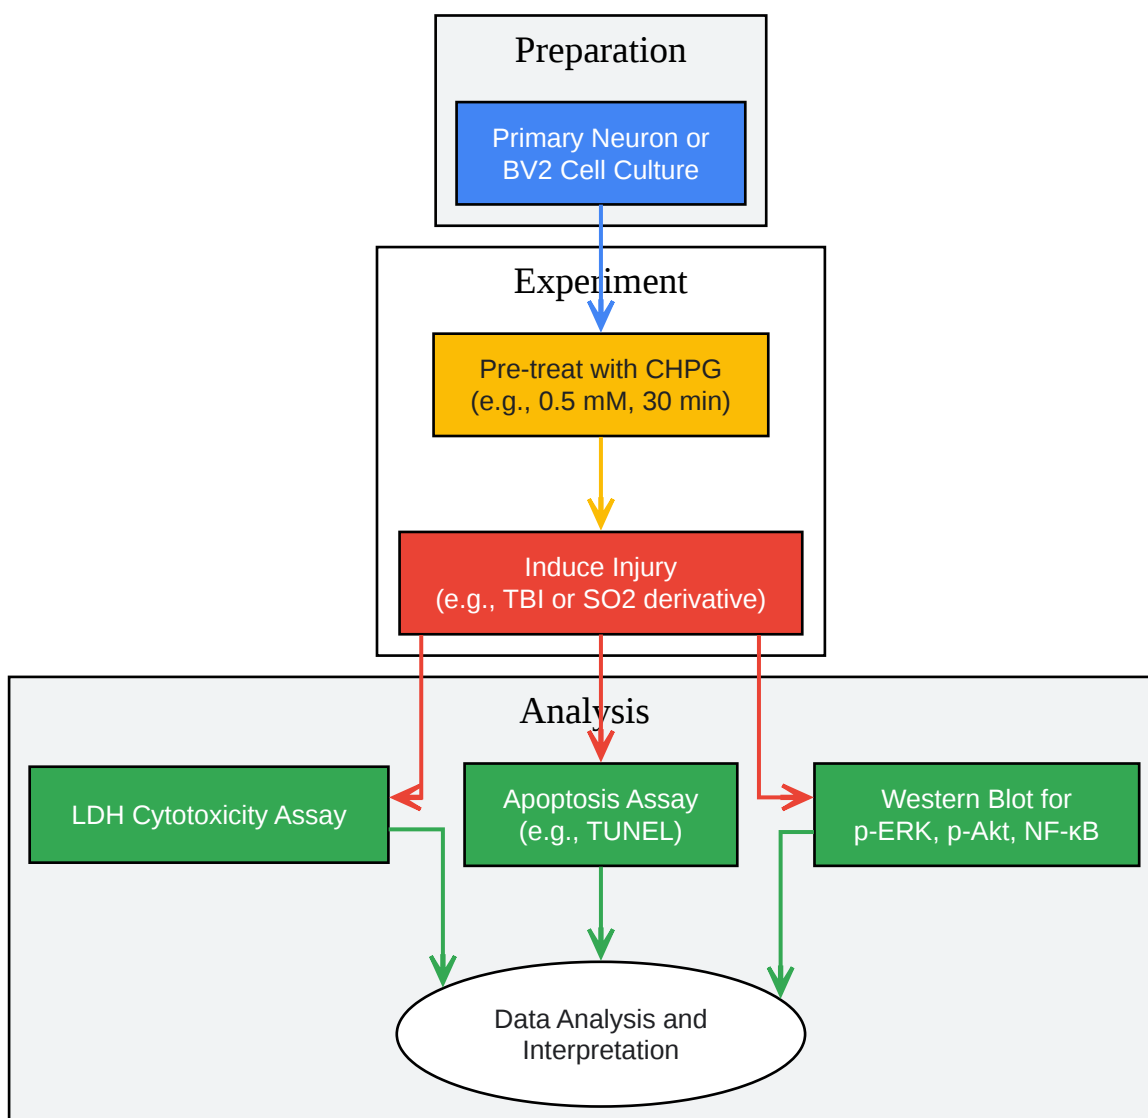 Preparation
Primary Neuron or
BV2 Cell Culture
Experiment
Pre-treat with CHPG
(e.g., 0.5 mM, 30 min)
Induce Injury
(e.g., TBI or SO2 derivative)
Analysis
LDH Cytotoxicity Assay
Apoptosis Assay
(e.g., TUNEL)
Western Blot for
p-ERK, p-Akt, NF-κB
Data Analysis and
Interpretation